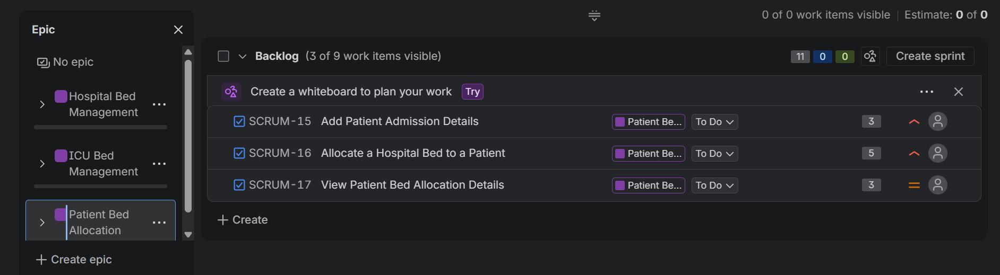 Epic
No epic
Hospital Bed
Management
ICU Bed
Management
Patient Bed
Allocation
Create epic
0 of 0 work items visible
Estimate: 0 of 0
Backlog (3 of 9 work items visible)
11 0 0
Create sprint
Create a whiteboard to plan your work Try
SCRUM-15 Add Patient Admission Details Patient Be... To Do 3
SCRUM-16 Allocate a Hospital Bed to a Patient Patient Be... To Do 5
SCRUM-17 View Patient Bed Allocation Details Patient Be... To Do 3
Create